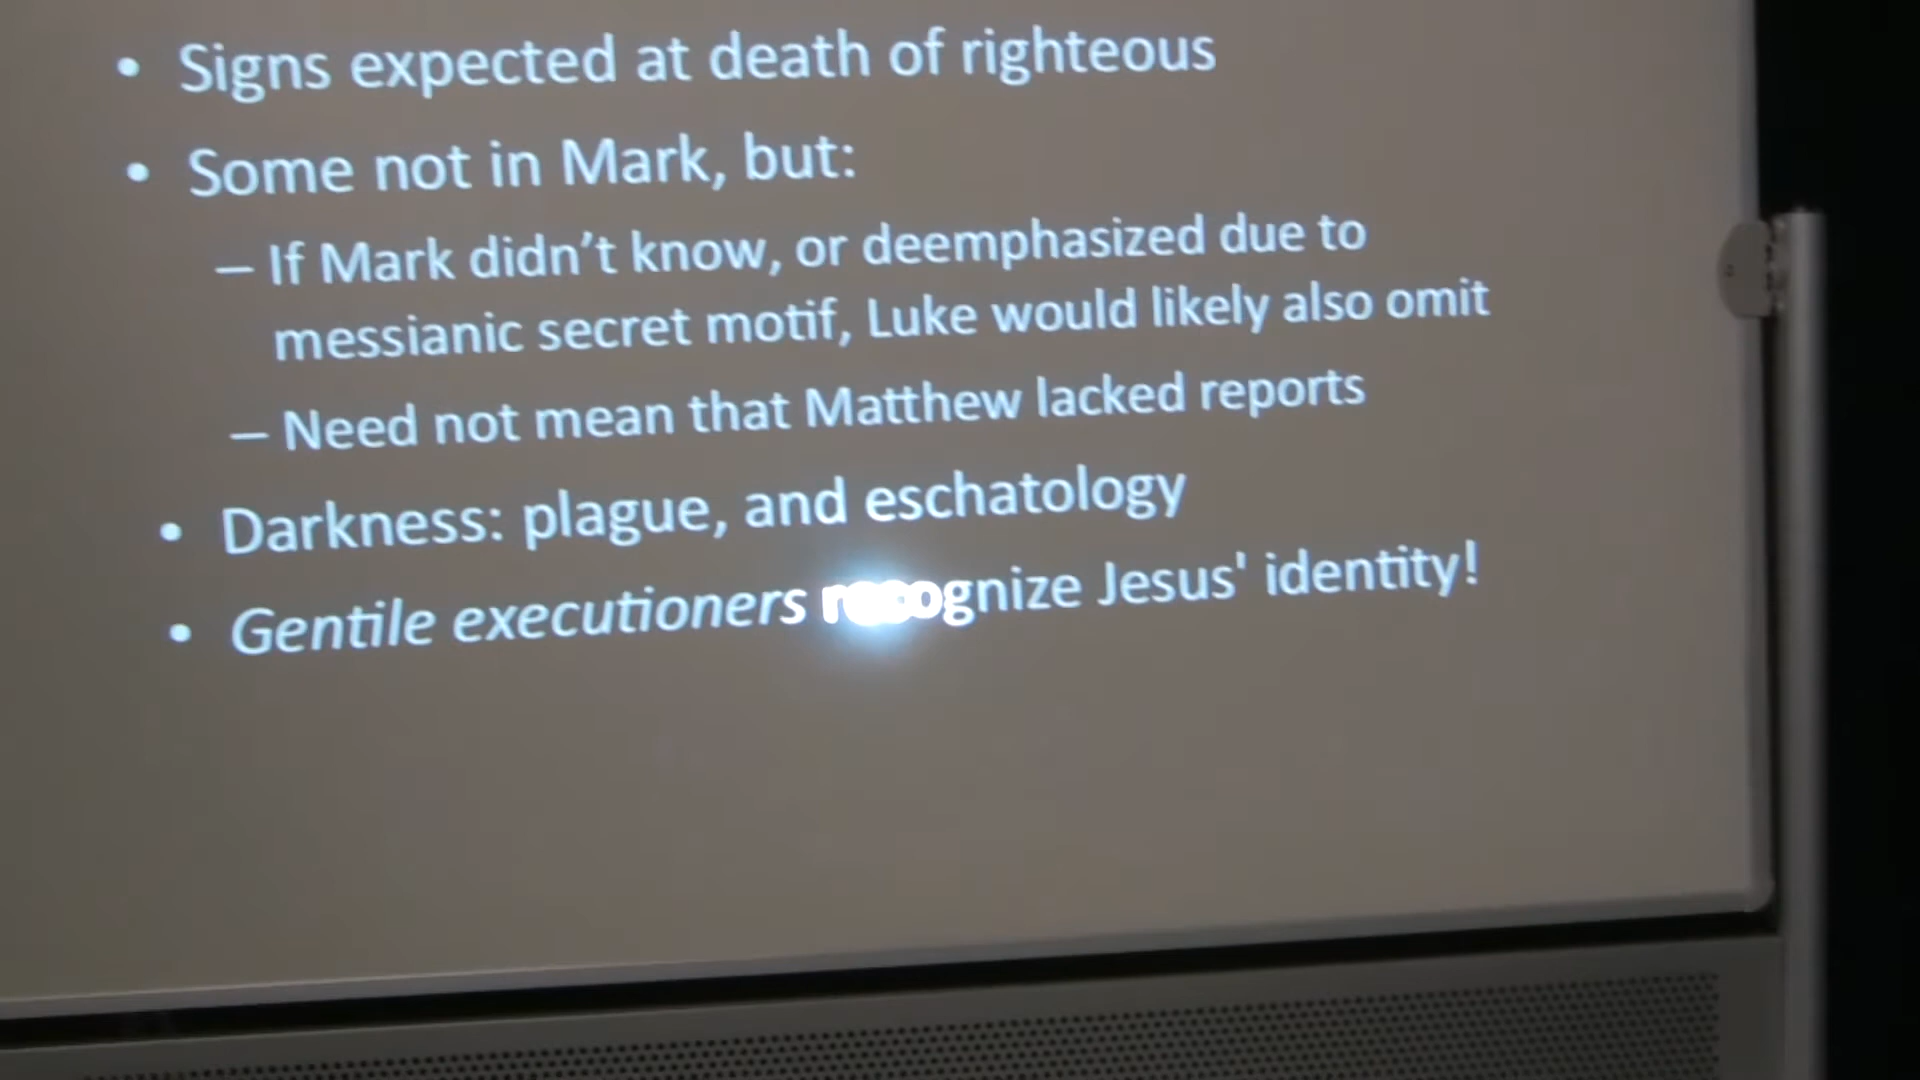 • Signs expected at death of righteous
• Some not in Mark, but:
– If Mark didn't know, or deemphasized due to
messianic secret motif, Luke would likely also omit
– Need not mean that Matthew lacked reports
• Darkness: plague, and eschatology
• Gentile executioners recognize Jesus' identity!